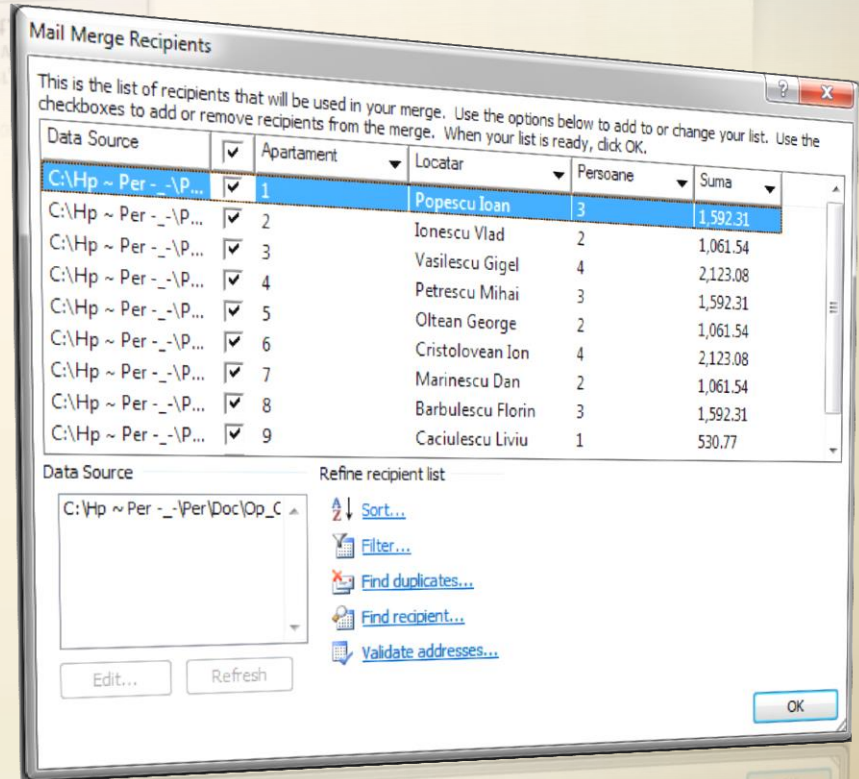 Mail Merge Recipients
This is the list of recipients that will be used in your merge. Use the options below to add to or change your list. Use the
checkboxes to add or remove recipients from the merge. When your list is ready, click OK.
Data Source Apartament Locatar Persoane Suma
C:\Hp ~ Per -_-\P... 1 Popescu Ioan 3 1,592.31
C:\Hp ~ Per -_-\P... 2 Ionescu Vlad 2 1,061.54
C:\Hp ~ Per -_-\P... 3 Vasilescu Gigel 4 2,123.08
C:\Hp ~ Per -_-\P... 4 Petrescu Mihai 3 1,592.31
C:\Hp ~ Per -_-\P... 5 Oltean George 2 1,061.54
C:\Hp ~ Per -_-\P... 6 Cristolovean Ion 4 2,123.08
C:\Hp ~ Per -_-\P... 7 Marinescu Dan 2 1,061.54
C:\Hp ~ Per -_-\P... 8 Barbulescu Florin 3 1,592.31
C:\Hp ~ Per -_-\P... 9 Caciulescu Liviu 1 530.77
Data Source Refine recipient list
C:\Hp ~ Per -_-\Per\Doc\Op_C
Sort...
Filter...
Find duplicates...
Find recipient...
Validate addresses...
Edit... Refresh
OK